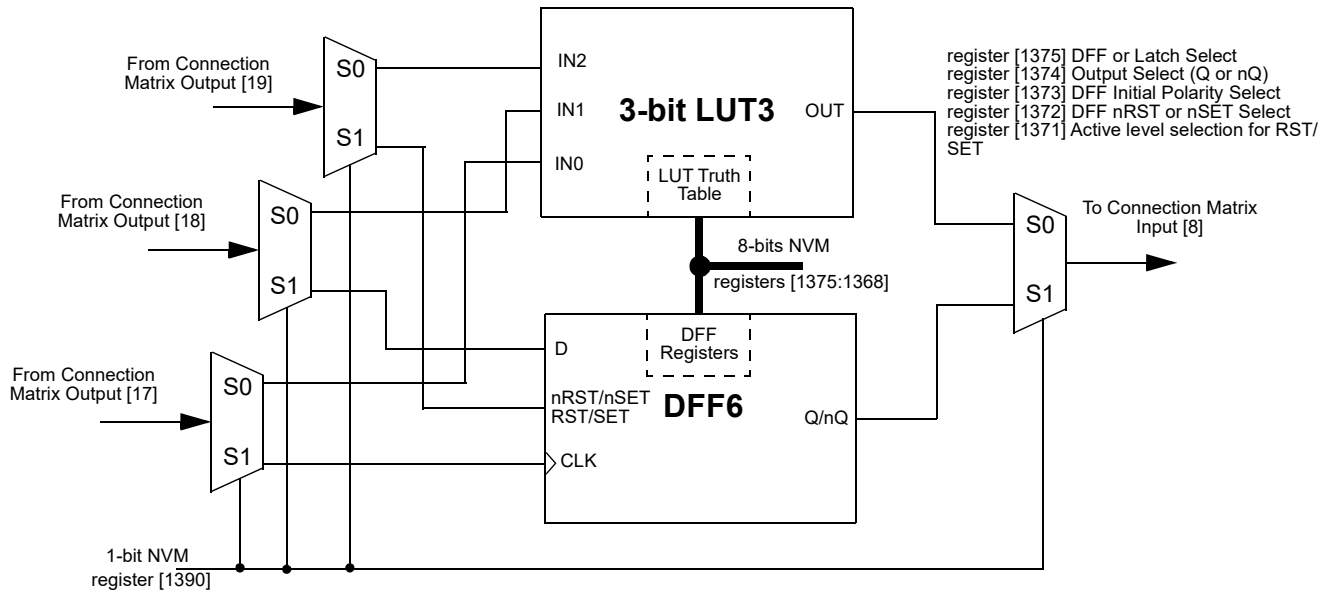 From Connection
Matrix Output [19]
S0
S1
IN2
IN1
IN0
3-bit LUT3
OUT
LUT Truth
Table
register [1375] DFF or Latch Select
register [1374] Output Select (Q or nQ)
register [1373] DFF Initial Polarity Select
register [1372] DFF nRST or nSET Select
register [1371] Active level selection for RST/
SET
From Connection
Matrix Output [18]
S0
S1
8-bits NVM
registers [1375:1368]
S0
S1
To Connection Matrix
Input [8]
From Connection
Matrix Output [17]
S0
S1
D
nRST/nSET
RST/SET
CLK
DFF
Registers
DFF6
Q/nQ
1-bit NVM
register [1390]